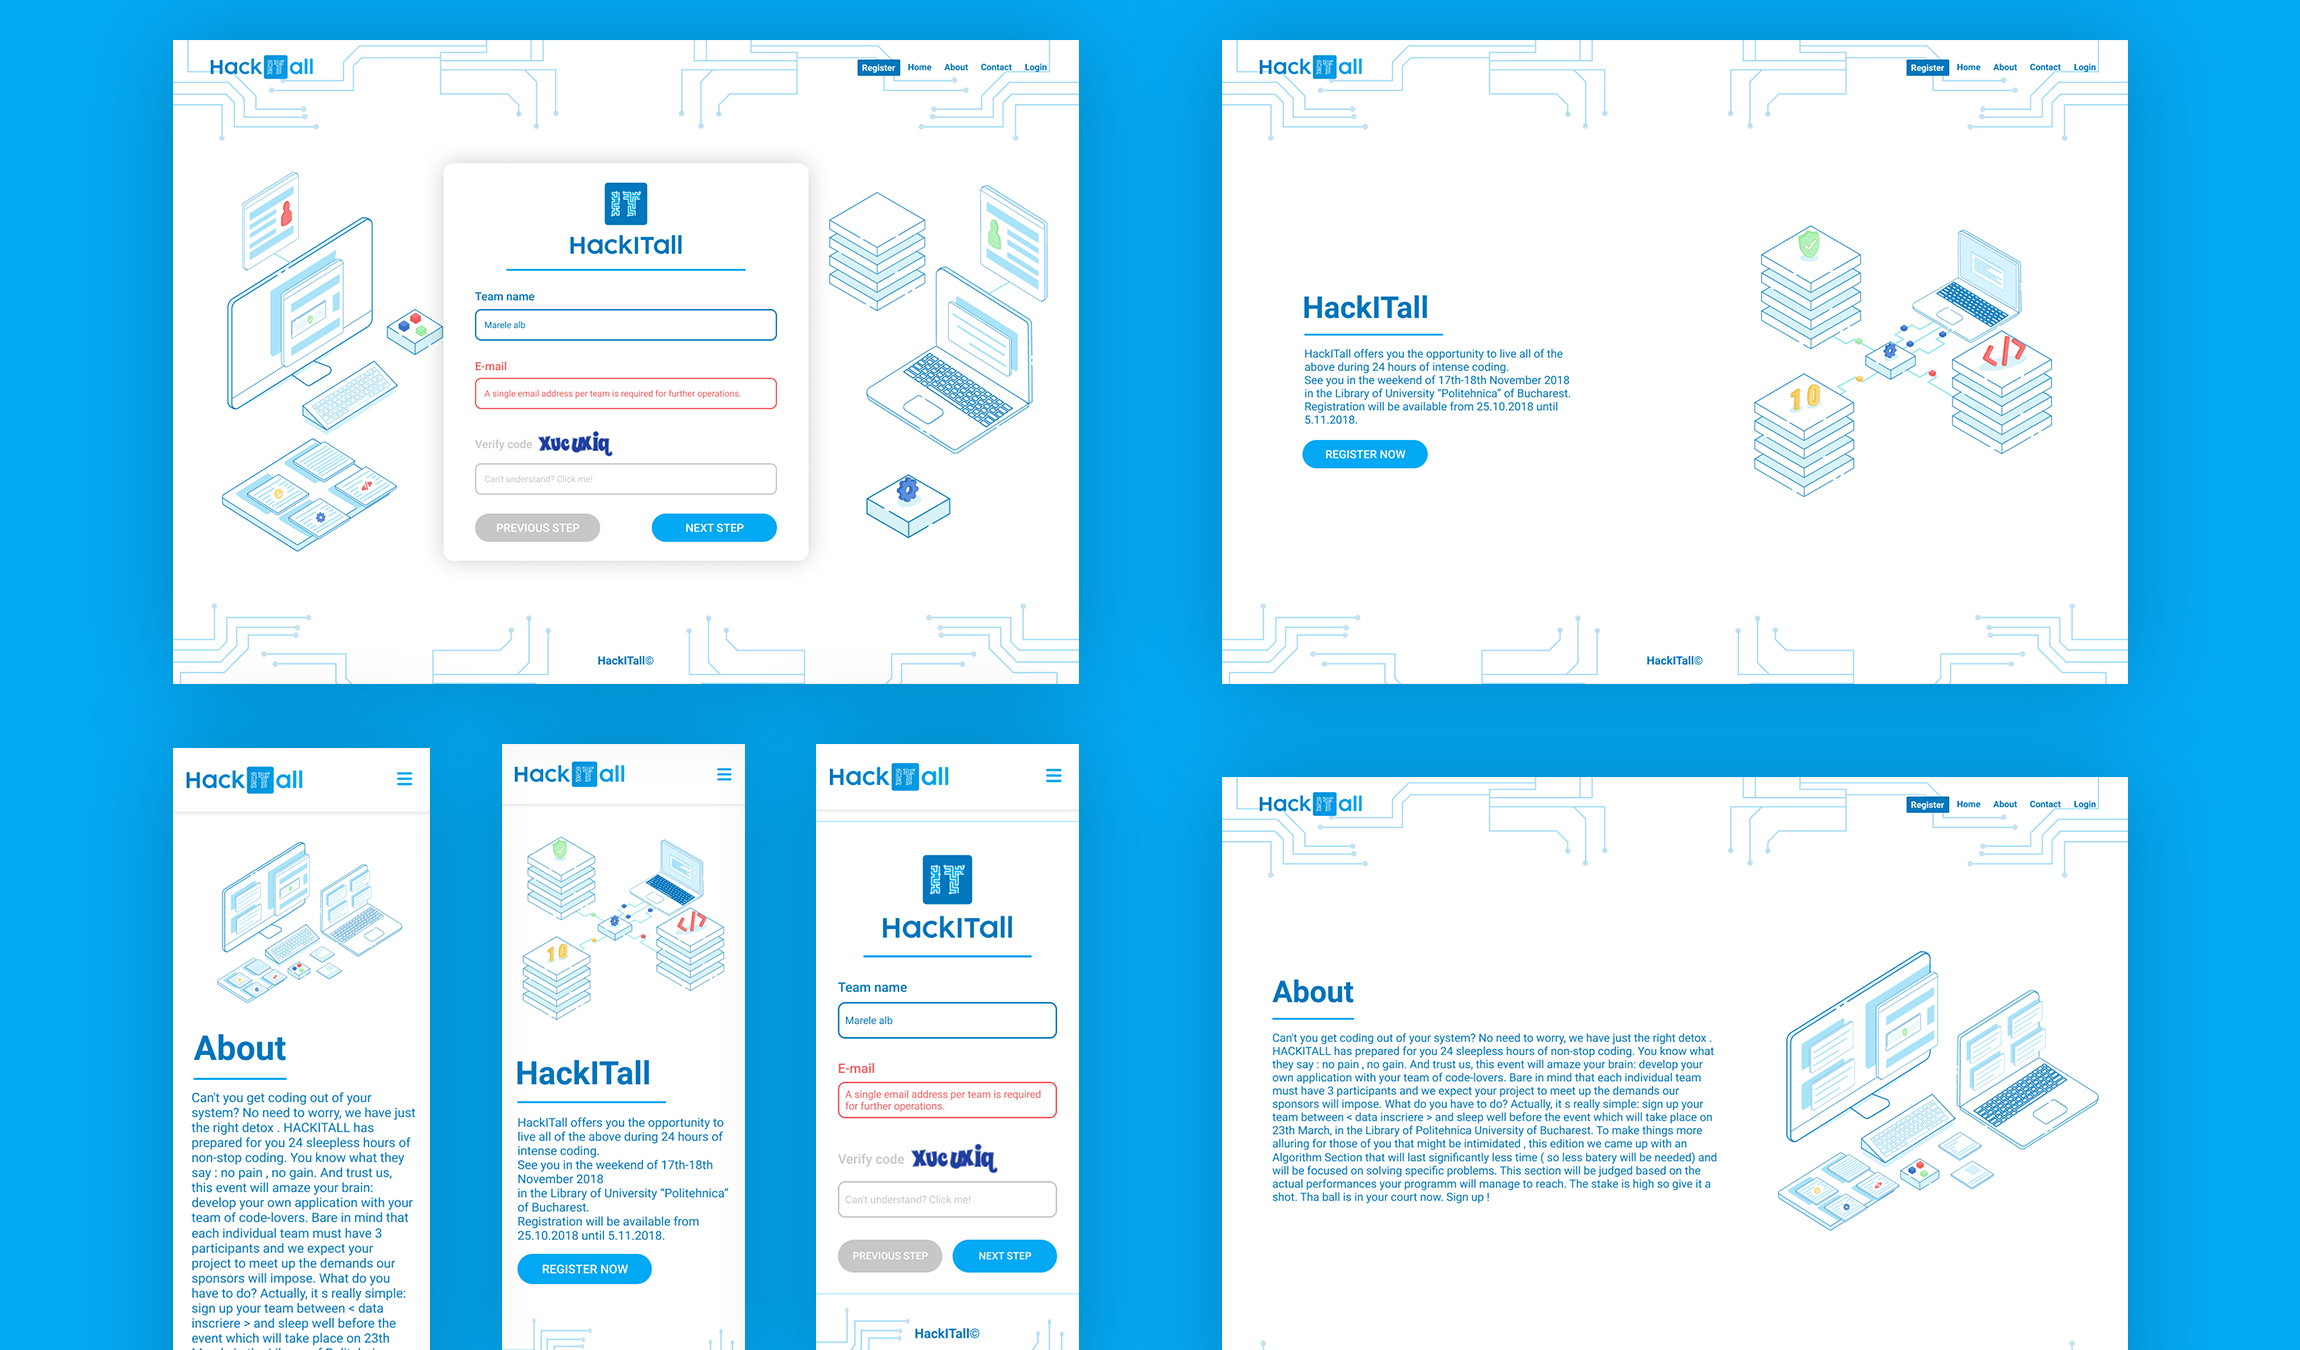 HackITall
Register Home About Contact Login
IT
HackITall
Team name
Marele alb
E-mail
A single email address per team is required for further operations.
Verify code xucuxiq
Can't understand? Click me!
PREVIOUS STEP NEXT STEP
HackITall©
HackITall
Register Home About Contact Login
</>
10
HackITall
HackITall offers you the opportunity to live all of the
above during 24 hours of intense coding.
See you in the weekend of 17th-18th November 2018
in the Library of University “Politehnica” of Bucharest.
Registration will be available from 25.10.2018 until
5.11.2018.
REGISTER NOW
HackITall©
HackITall
About
Can't you get coding out of your
system? No need to worry, we have just
the right detox . HACKITALL has
prepared for you 24 sleepless hours of
non-stop coding. You know what they
say : no pain , no gain. And trust us,
this event will amaze your brain:
develop your own application with your
team of code-lovers. Bare in mind that
each individual team must have 3
participants and we expect your
project to meet up the demands our
sponsors will impose. What do you
have to do? Actually, it s really simple:
sign up your team between < data
inscriere > and sleep well before the
event which will take place on 23th
HackITall
</>
10
HackITall
HackITall offers you the opportunity to
live all of the above during 24 hours of
intense coding.
See you in the weekend of 17th-18th
November 2018
in the Library of University “Politehnica”
of Bucharest.
Registration will be available from
25.10.2018 until 5.11.2018.
REGISTER NOW
HackITall
IT
HackITall
Team name
Marele alb
E-mail
A single email address per team is required
for further operations.
Verify code xucuxiq
Can't understand? Click me!
PREVIOUS STEP NEXT STEP
HackITall©
HackITall
Register Home About Contact Login
About
Can't you get coding out of your system? No need to worry, we have just the right detox .
HACKITALL has prepared for you 24 sleepless hours of non-stop coding. You know what
they say : no pain , no gain. And trust us, this event will amaze your brain: develop your
own application with your team of code-lovers. Bare in mind that each individual team
must have 3 participants and we expect your project to meet up the demands our
sponsors will impose. What do you have to do? Actually, it s really simple: sign up your
team between < data inscriere > and sleep well before the event which will take place on
23th March, in the Library of Politehnica University of Bucharest. To make things more
alluring for those of you that might be intimidated , this edition we came up with an
Algorithm Section that will last significantly less time ( so less batery will be needed) and
will be focused on solving specific problems. This section will be judged based on the
actual performances your programm will manage to reach. The stake is high so give it a
shot. Tha ball is in your court now. Sign up !